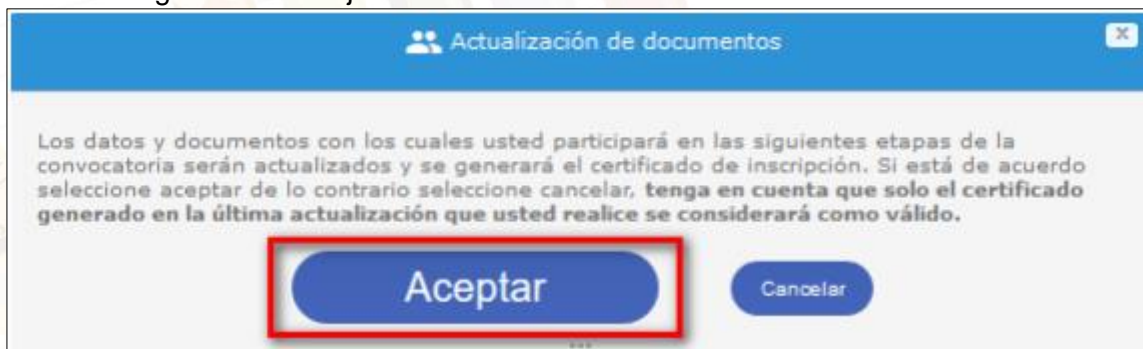 Actualización de documentos
Los datos y documentos con los cuales usted participará en las siguientes etapas de la
convocatoria serán actualizados y se generará el certificado de inscripción. Si está de acuerdo
seleccione aceptar de lo contrario seleccione cancelar, tenga en cuenta que solo el certificado
generado en la última actualización que usted realice se considerará como válido.
Aceptar Cancelar
...